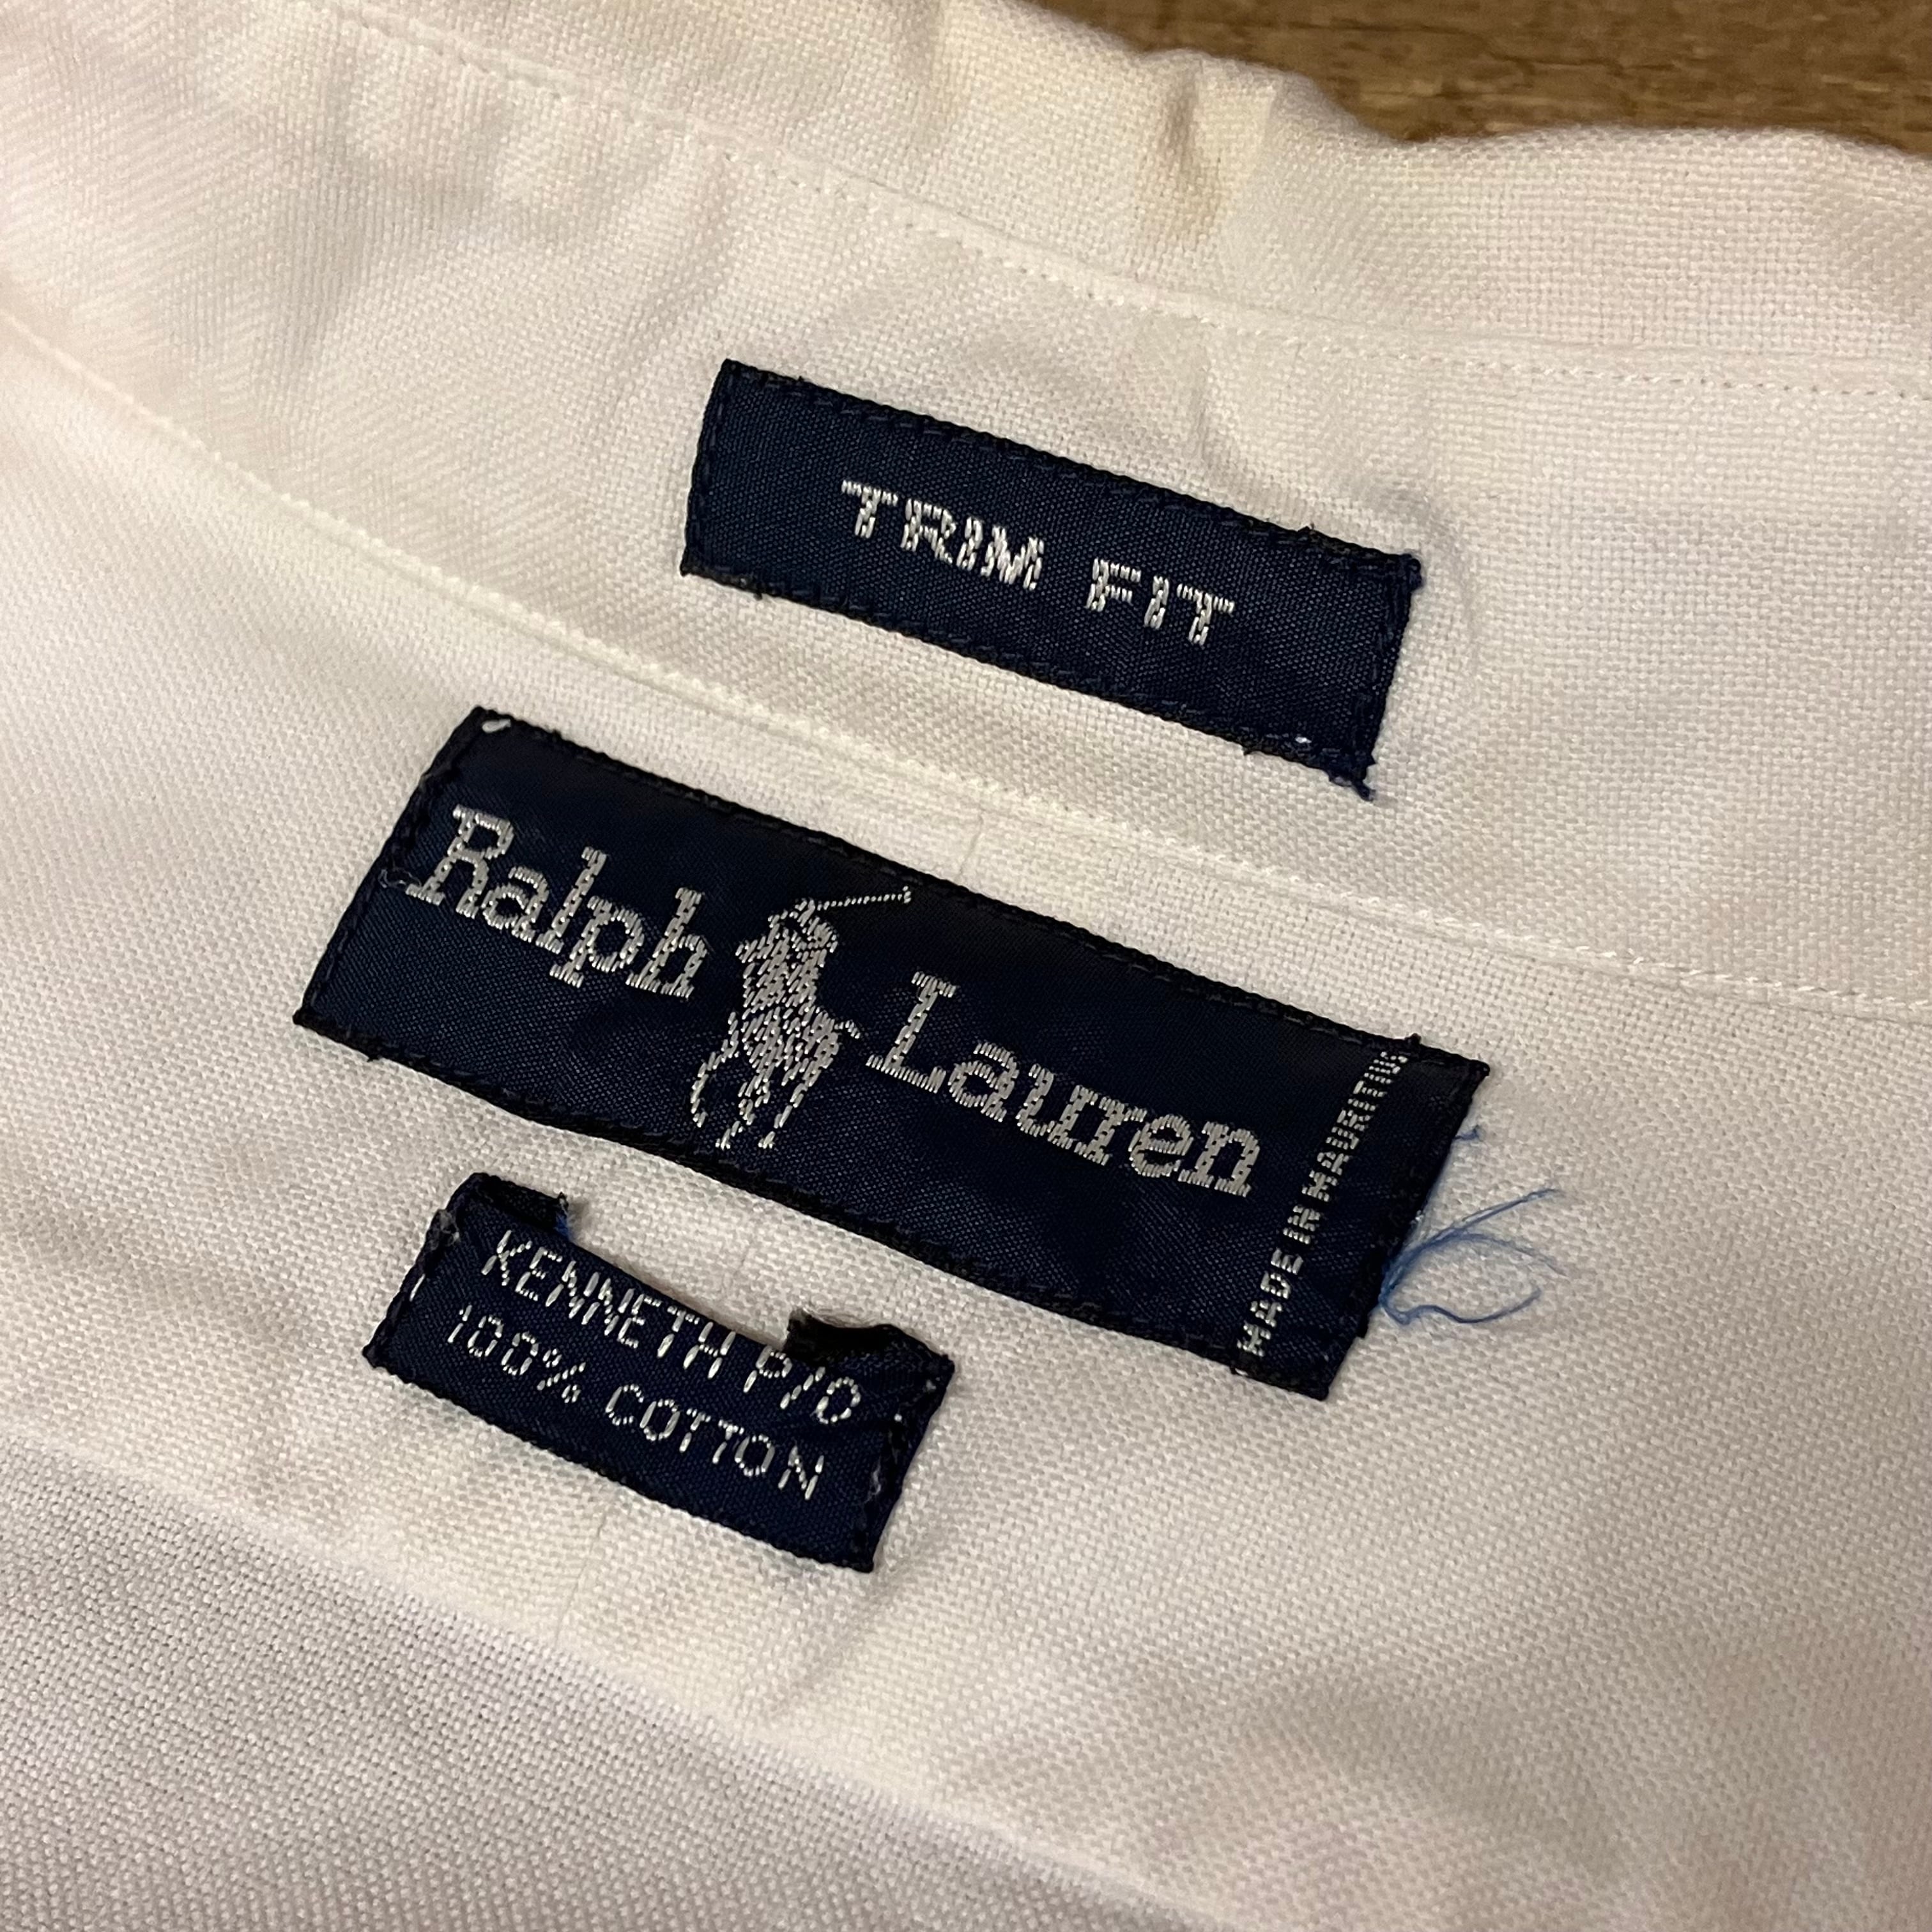 TRIM FIT
Ralph Lauren
MADE IN MAURITIUS
KENNETH P/O
100% COTTON